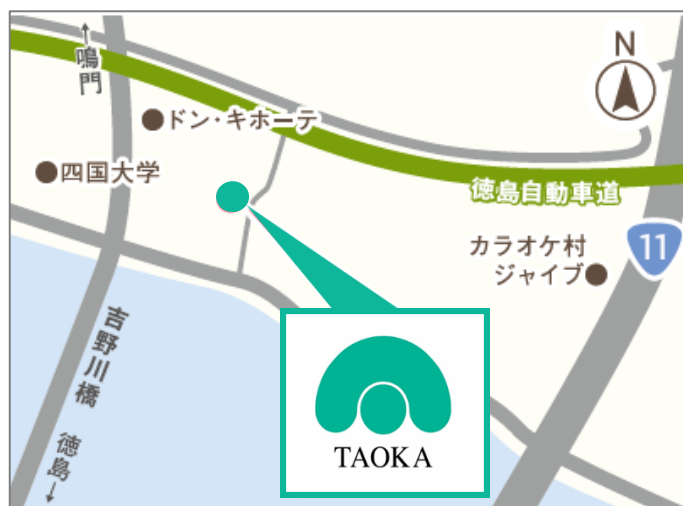 ←鳴門
N
ドン・キホーテ
四国大学
徳島自動車道
カラオケ村
ジャイブ
11
吉野川橋
徳島→
TAOKA